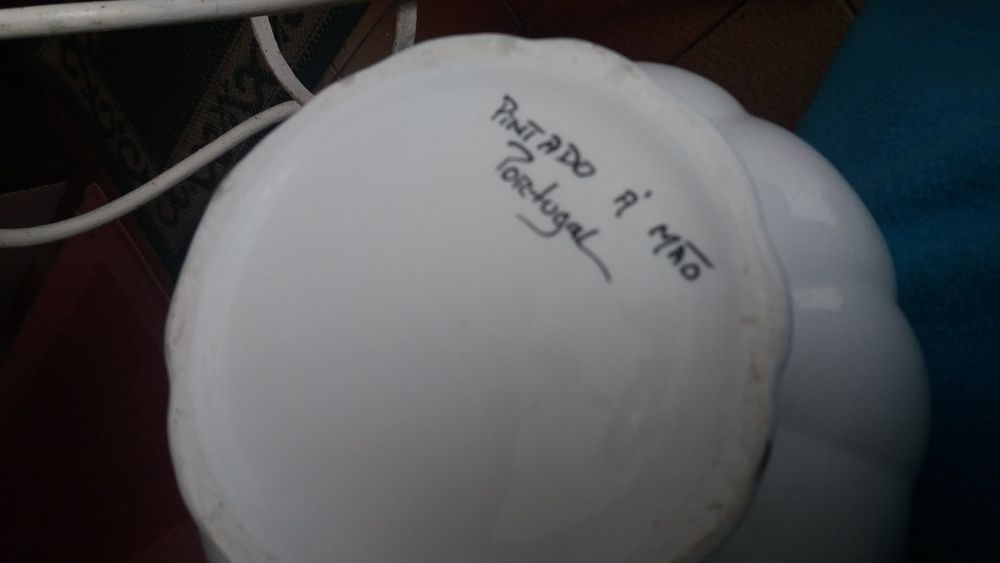 PINTADO Á MÃO
Portugal